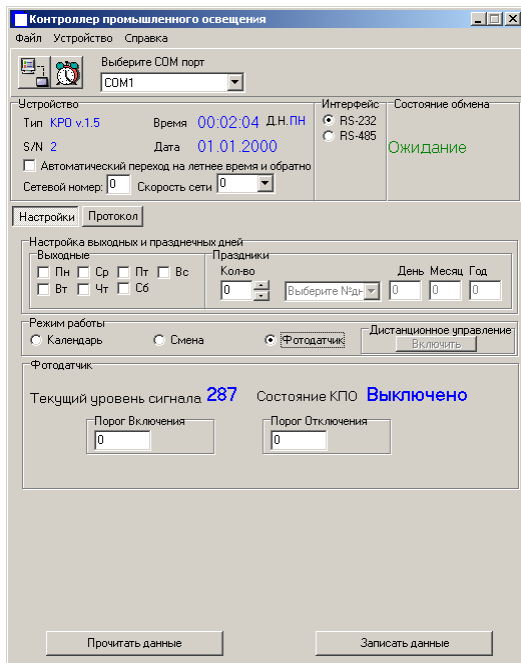 Контроллер промышленного освещения
Файл Устройство Справка
Выберите COM порт
COM1
Устройство
Интерфейс
Состояние обмена
Тип КРО v.1.5 Время 00:02:04 Д.Н.ПН
RS-232
S/N 2 Дата 01.01.2000
RS-485
Ожидание
Автоматический переход на летнее время и обратно
Сетевой номер: 0 Скорость сети 0
Настройки Протокол
Настройка выходных и празднечных дней
Выходные
Праздники
Пн Ср Пт Вс
Кол-во День Месяц Год
Вт Чт Сб
0 Выберите №дн 0 0 0
Режим работы
Дистанционное управление
Календарь Смена Фотодатчик
Включить
Фотодатчик
Текущий уровень сигнала 287 Состояние КПО Выключено
Порог Включения Порог Отключения
0 0
Прочитать данные Записать данные